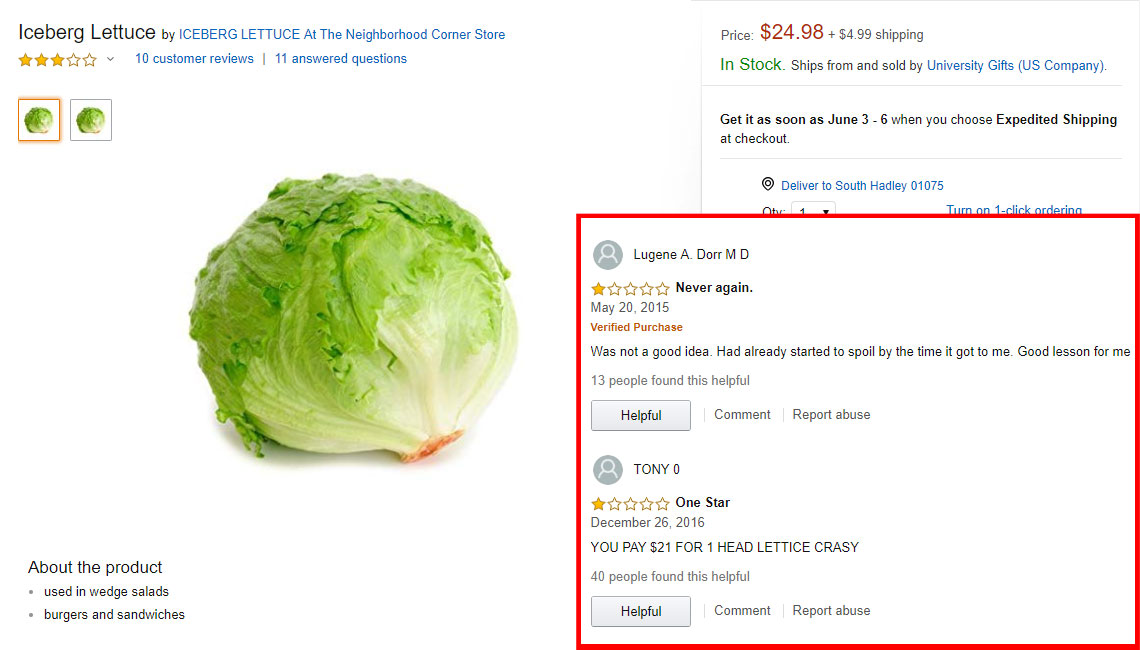 Iceberg Lettuce by ICEBERG LETTUCE At The Neighborhood Corner Store
10 customer reviews | 11 answered questions
Price: $24.98 + $4.99 shipping
In Stock. Ships from and sold by University Gifts (US Company).
Get it as soon as June 3 - 6 when you choose Expedited Shipping
at checkout.
Deliver to South Hadley 01075
Qty: 1 Turn on 1-click ordering
Lugene A. Dorr M D
Never again.
May 20, 2015
Verified Purchase
Was not a good idea. Had already started to spoil by the time it got to me. Good lesson for me
13 people found this helpful
Helpful | Comment | Report abuse
TONY 0
One Star
December 26, 2016
YOU PAY $21 FOR 1 HEAD LETTICE CRASY
40 people found this helpful
Helpful | Comment | Report abuse
About the product
• used in wedge salads
• burgers and sandwiches